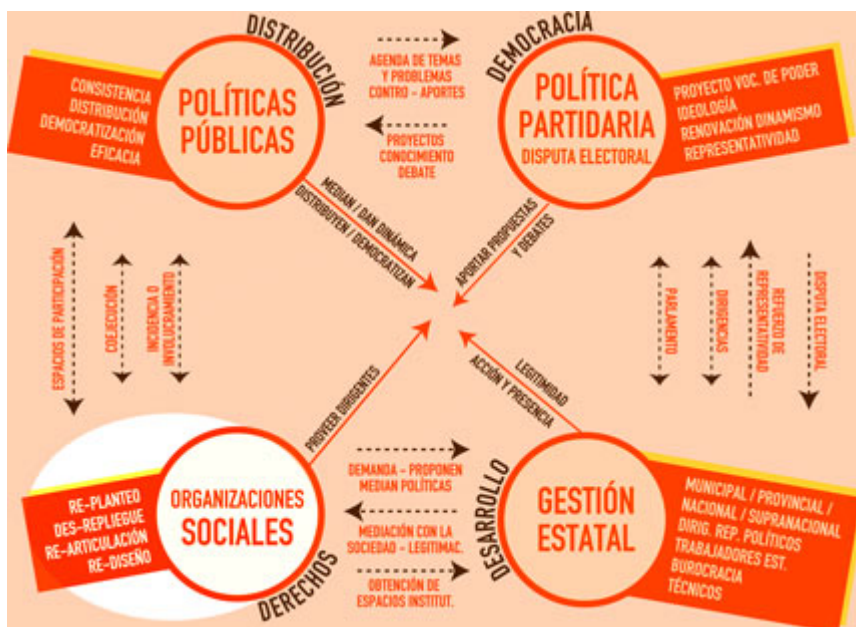 DISTRIBUCIÓN
DEMOCRACIA
CONSISTENCIA
DISTRIBUCIÓN
DEMOCRATIZACIÓN
EFICACIA
POLÍTICAS
PÚBLICAS
AGENDA DE TEMAS
Y PROBLEMAS
CONTRO – APORTES
PROYECTOS
CONOCIMIENTO
DEBATE
POLÍTICA
PARTIDARIA
DISPUTA ELECTORAL
PROYECTO VOC. DE PODER
IDEOLOGÍA
RENOVACIÓN DINAMISMO
REPRESENTATIVIDAD
MEDIAN / DAN DINÁMICA
DISTRIBUYEN / DEMOCRATIZAN
APORTAR PROPUESTAS
Y DEBATES
ESPACIOS DE PARTICIPACIÓN
COEJECUCIÓN
INCIDENCIA O
INVOLUCRAMIENTO
PARLAMENTO
DIRIGENCIAS
REFUERZO DE
REPRESENTATIVIDAD
DISPUTA ELECTORAL
PROVEER DIRIGENTES
LEGITIMIDAD
ACCIÓN Y PRESENCIA
RE-PLANTEO
DES-REPLIEGUE
RE-ARTICULACIÓN
RE-DISEÑO
ORGANIZACIONES
SOCIALES
DERECHOS
DEMANDA – PROPONEN
MEDIAN POLÍTICAS
MEDIACIÓN CON LA
SOCIEDAD – LEGITIMAC.
OBTENCIÓN DE
ESPACIOS INSTITUT.
DESARROLLO
GESTIÓN
ESTATAL
MUNICIPAL / PROVINCIAL /
NACIONAL / SUPRANACIONAL
DIRIG. REP. POLÍTICOS
TRABAJADORES EST.
BUROCRACIA
TÉCNICOS